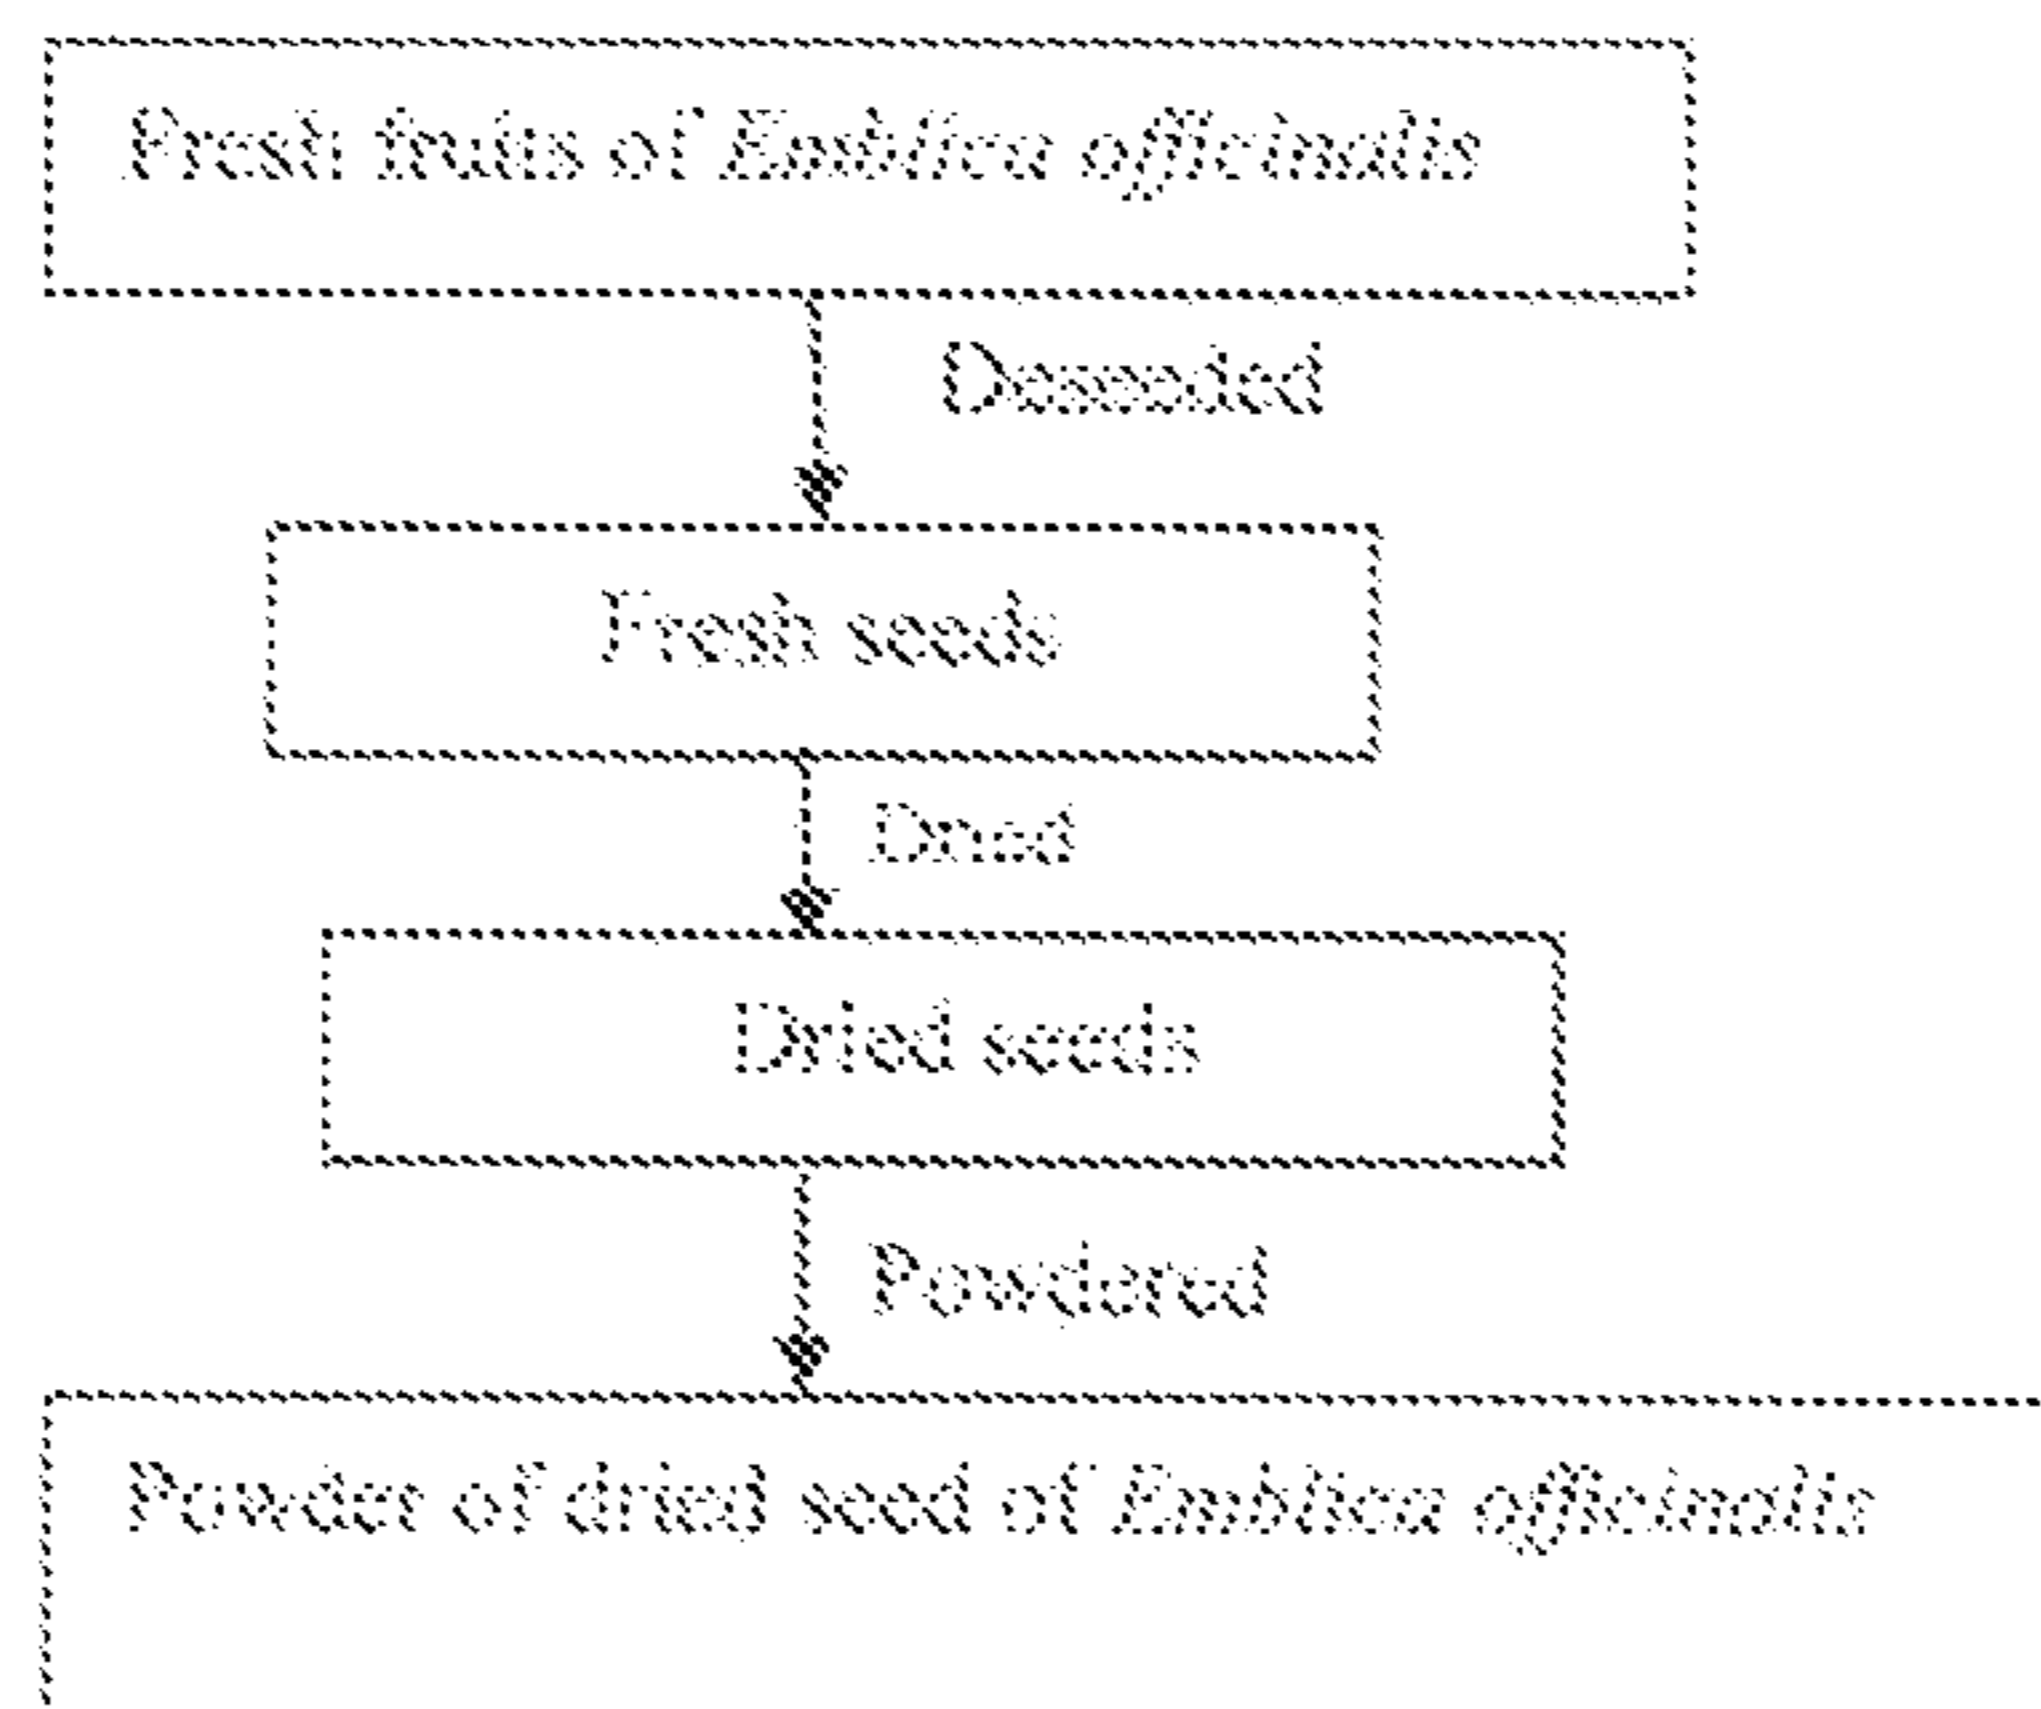 Fresh fruits of Emblica officinalis
Deseeded
Fresh seeds
Dried
Dried seeds
Powdered
Powder of dried seed of Emblica officinalis